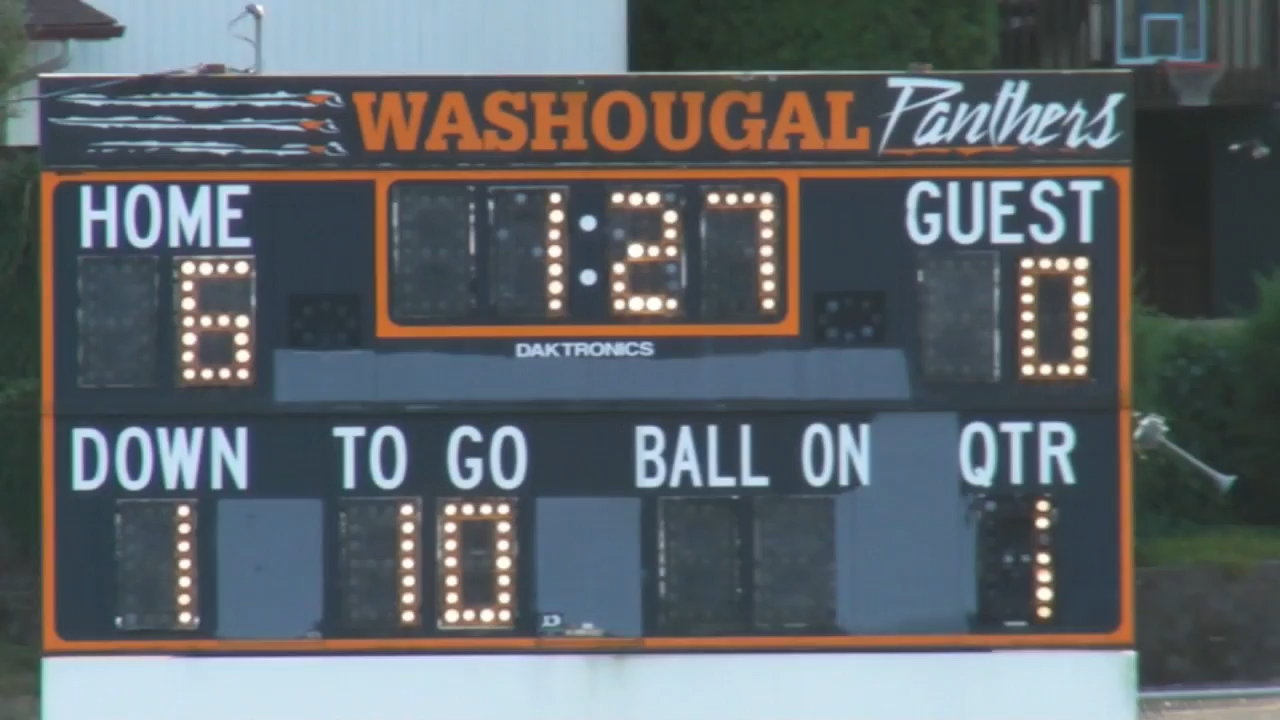 WASHOUGAL Panthers
HOME 1:27 GUEST
6 0
DAKTRONICS
DOWN TO GO BALL ON QTR
1 10 1